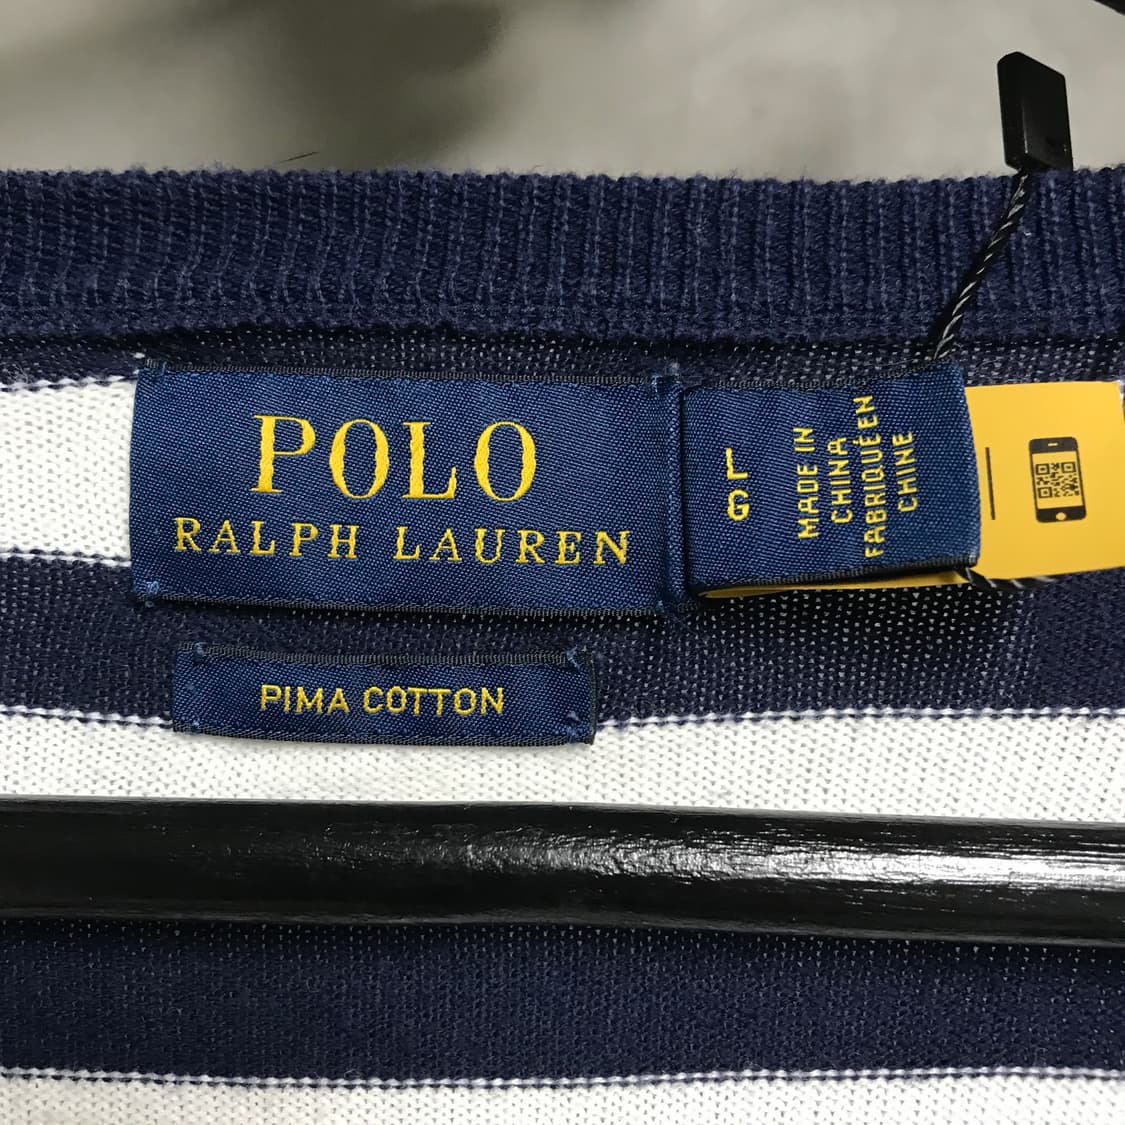 POLO
RALPH LAUREN
L
G
MADE IN
CHINA
FABRIQUÉ EN
CHINE
PIMA COTTON